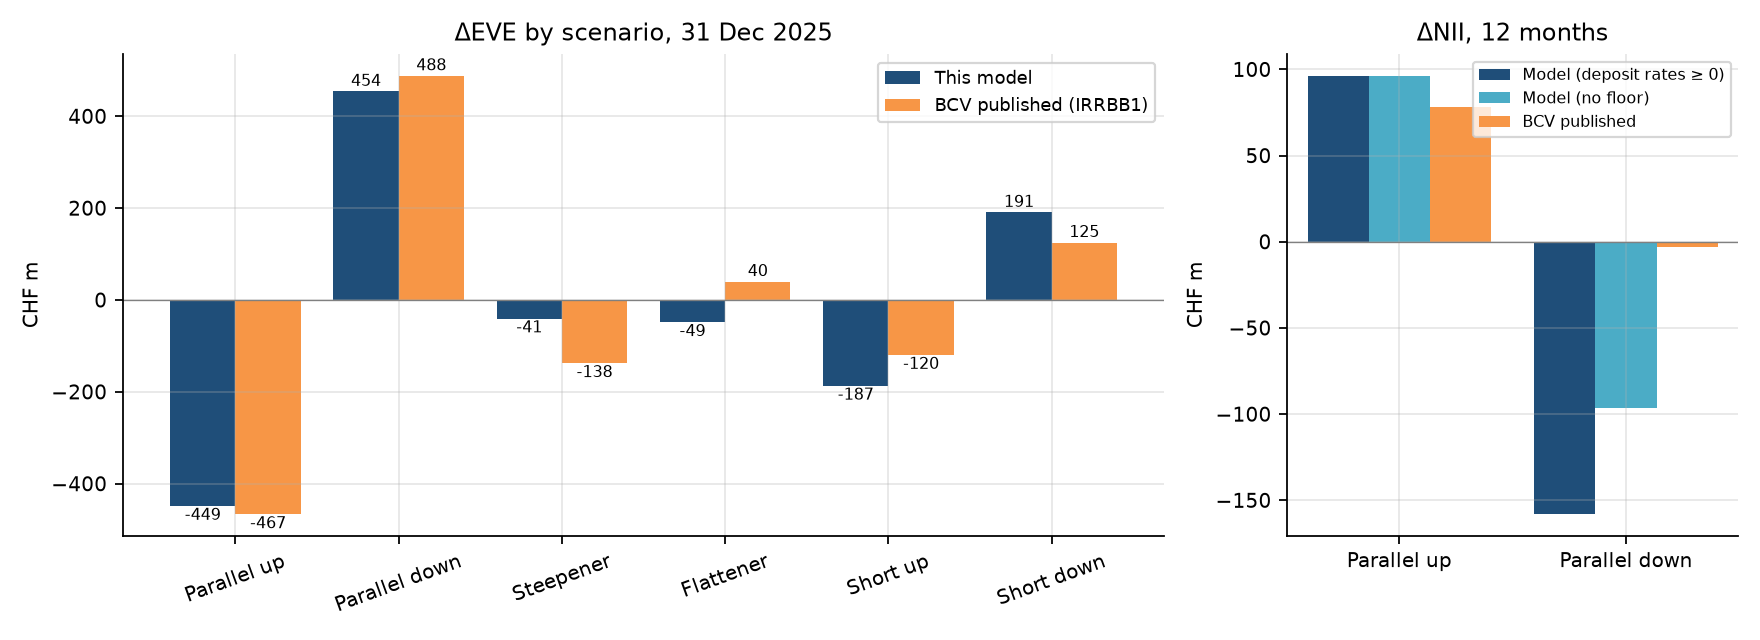 ΔEVE by scenario, 31 Dec 2025
This model
BCV published (IRRBB1)
CHF m
400
200
0
−200
−400
-449
-467
454
488
-41
-138
-49
40
-187
-120
191
125
Parallel up
Parallel down
Steepener
Flattener
Short up
Short down
ΔNII, 12 months
Model (deposit rates ≥ 0)
Model (no floor)
BCV published
CHF m
100
50
0
−50
−100
−150
Parallel up
Parallel down